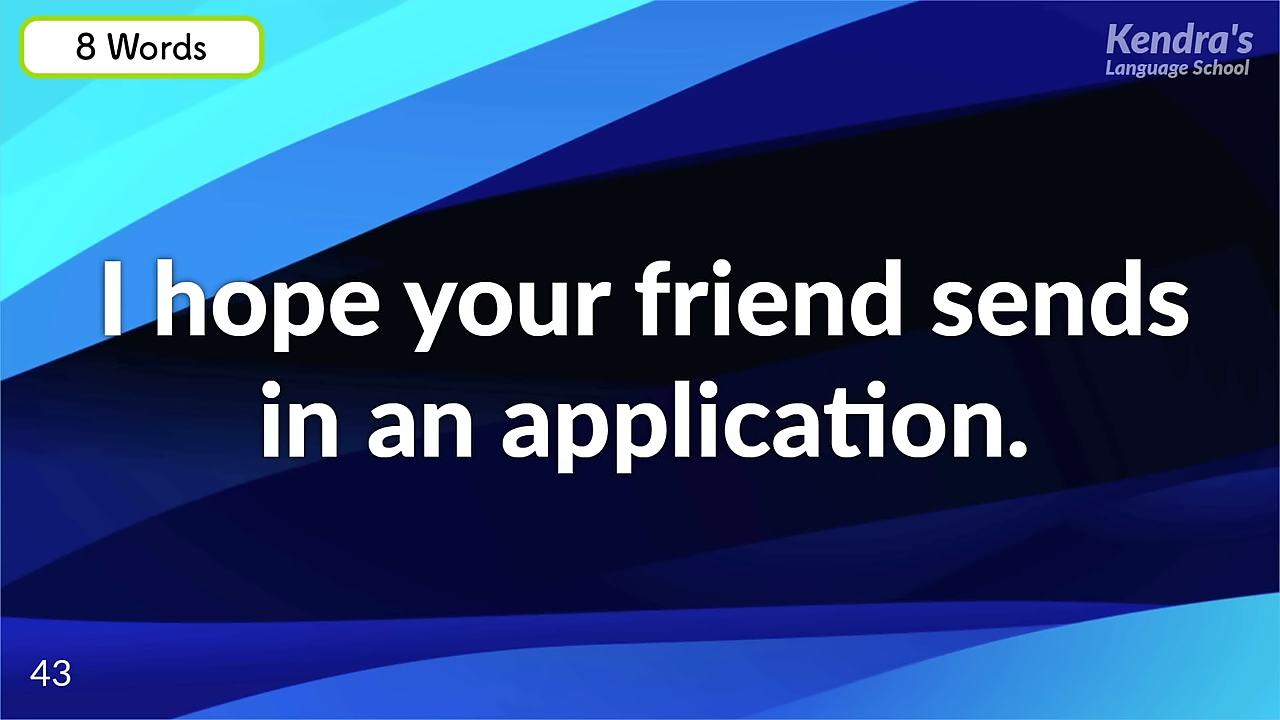 8 Words
Kendra's
Language School
I hope your friend sends
in an application.
43